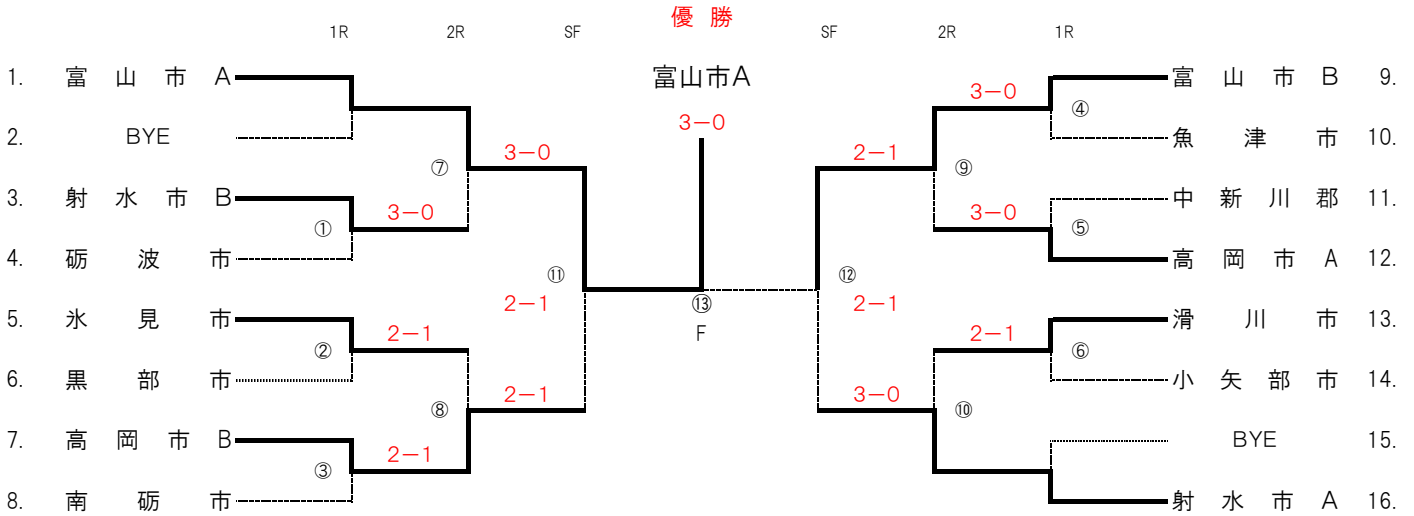 優 勝
1R 2R SF SF 2R 1R
1. 富 山 市 A 富山市A 富 山 市 B 9.
3－0 ④
2. BYE 3－0 魚 津 市 10.
⑦ 3－0 2－1 ⑨
3. 射 水 市 B 中 新 川 郡 11.
① 3－0 3－0 ⑤
4. 砺 波 市 高 岡 市 A 12.
⑪ ⑫
2－1 ⑬ 2－1
5. 氷 見 市 F 滑 川 市 13.
② 2－1 2－1 ⑥
6. 黒 部 市 小 矢 部 市 14.
⑧ 2－1 3－0 ⑩
7. 高 岡 市 B BYE 15.
③ 2－1
8. 南 砺 市 射 水 市 A 16.